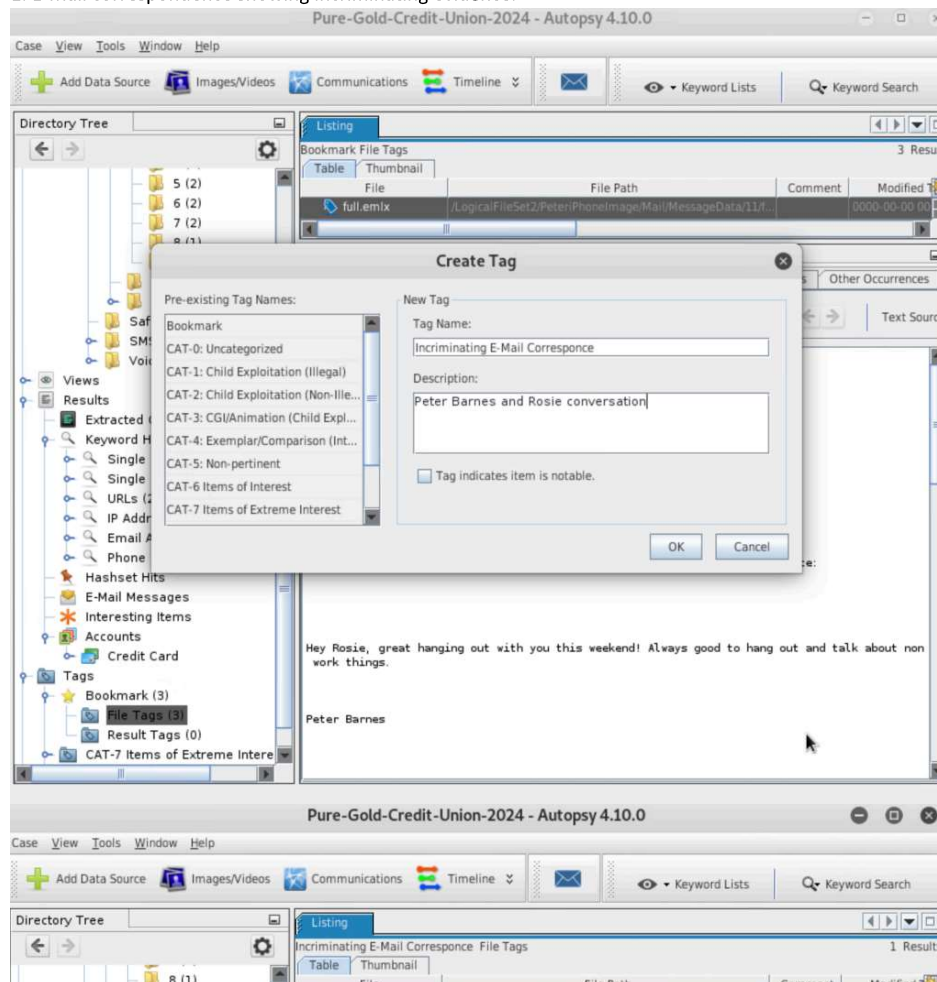 Pure-Gold-Credit-Union-2024 - Autopsy 4.10.0
Case View Tools Window Help
Add Data Source Images/Videos Communications Timeline Keyword Lists Keyword Search
Directory Tree
Listing
Bookmark File Tags 3 Resu
Table Thumbnail
File File Path Comment Modified T
full.emlx /LogicalFileSet2/PeteriPhoneImage/Mail/MessageData/11/f... 0000-00-00 00
5 (2)
6 (2)
7 (2)
8 (1)
Saf
SMS
Voic
Views
Results
Extracted
Keyword H
Single
Single
URLs (2
IP Addr
Email A
Phone
Hashset Hits
E-Mail Messages
Interesting Items
Accounts
Credit Card
Tags
Bookmark (3)
File Tags (3)
Result Tags (0)
CAT-7 Items of Extreme Intere
Create Tag
Pre-existing Tag Names:
Bookmark
CAT-0: Uncategorized
CAT-1: Child Exploitation (Illegal)
CAT-2: Child Exploitation (Non-Ille...
CAT-3: CGI/Animation (Child Expl...
CAT-4: Exemplar/Comparison (Int...
CAT-5: Non-pertinent
CAT-6 Items of Interest
CAT-7 Items of Extreme Interest
New Tag
Tag Name:
Incriminating E-Mail Corresponce
Description:
Peter Barnes and Rosie conversation
Tag indicates item is notable.
OK Cancel
s Other Occurrences
Text Sourc
e:
Hey Rosie, great hanging out with you this weekend! Always good to hang out and talk about non
work things.
Peter Barnes
Pure-Gold-Credit-Union-2024 - Autopsy 4.10.0
Case View Tools Window Help
Add Data Source Images/Videos Communications Timeline Keyword Lists Keyword Search
Directory Tree
Listing
Incriminating E-Mail Corresponce File Tags 1 Result
Table Thumbnail
8 (1)